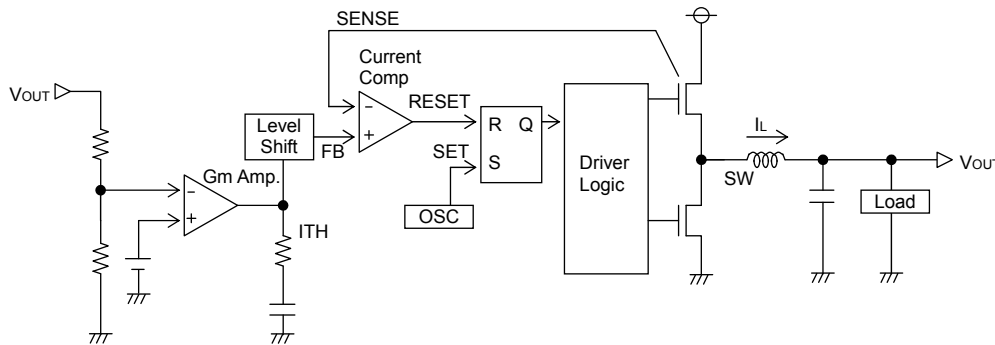 SENSE
Current
Comp
VOUT
Level
Shift
FB
RESET
SET
R Q
S
OSC
Gm Amp.
ITH
Driver
Logic
IL
SW
VOUT
Load